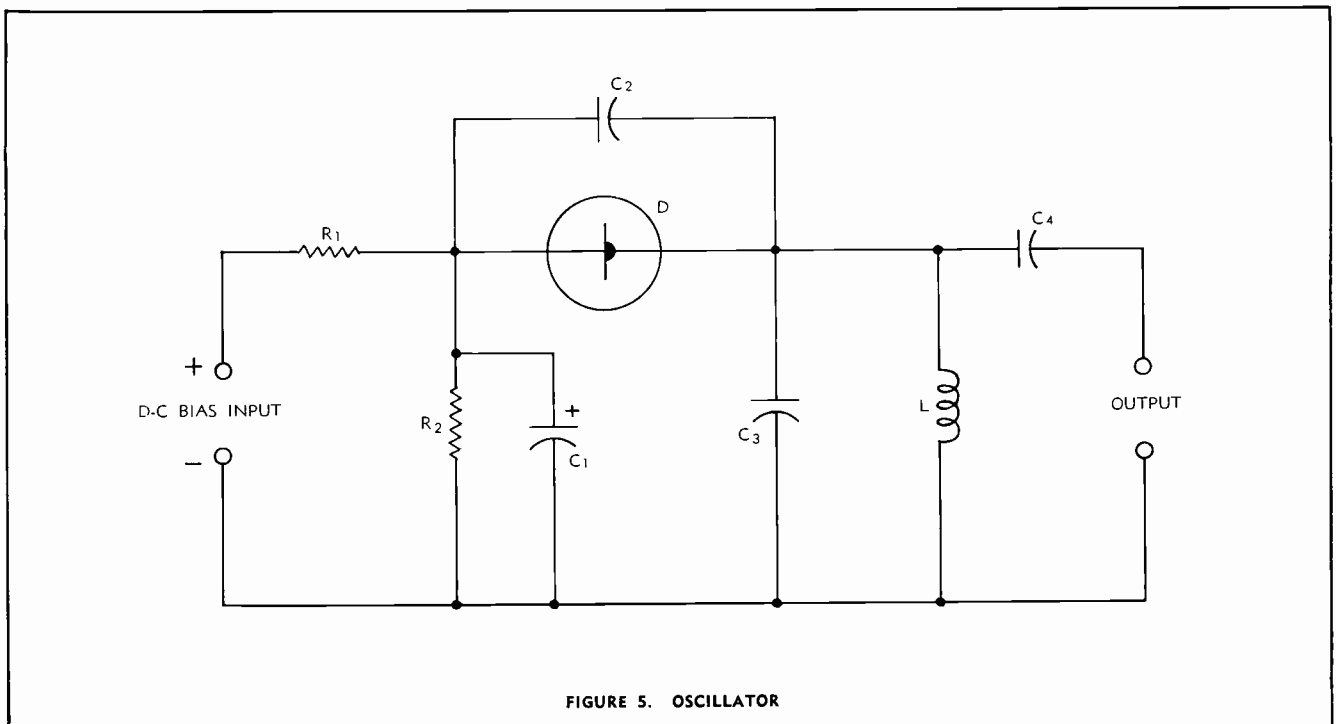 C2
D
C4
R1
+
D-C BIAS INPUT
−
R2
+
C1
C3
L
OUTPUT
FIGURE 5. OSCILLATOR